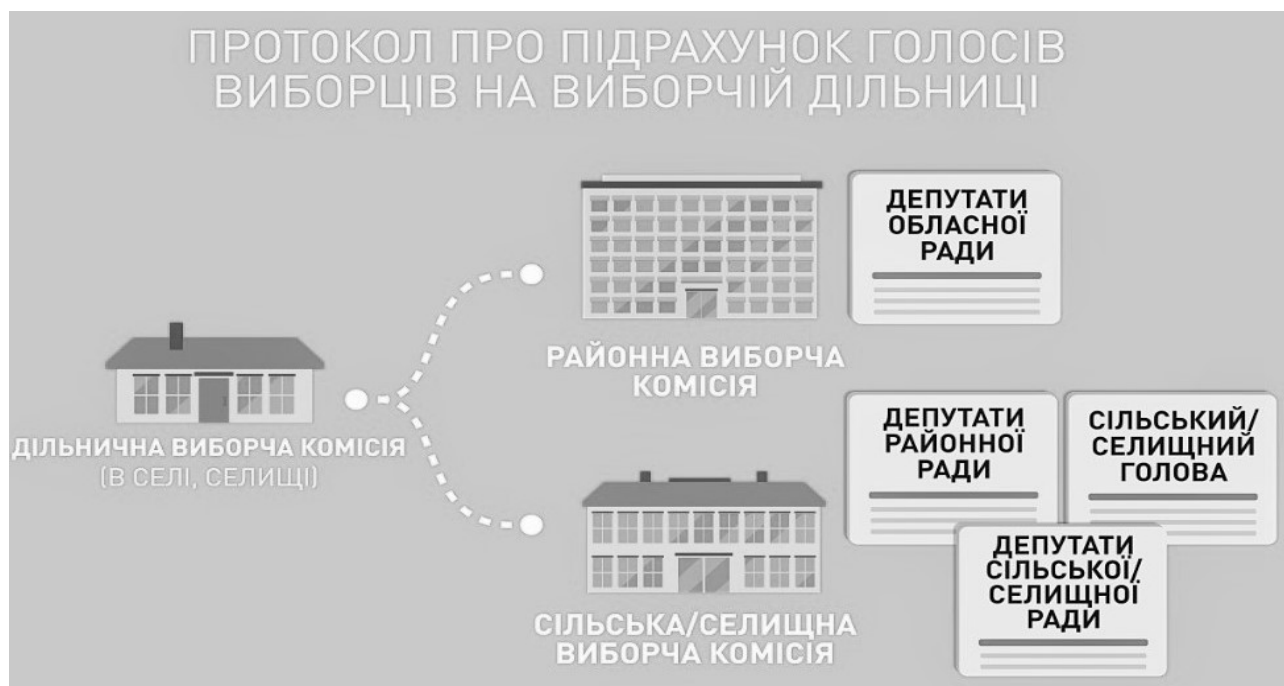 ПРОТОКОЛ ПРО ПІДРАХУНОК ГОЛОСІВ
ВИБОРЦІВ НА ВИБОРЧІЙ ДІЛЬНИЦІ
ДЕПУТАТИ
ОБЛАСНОЇ
РАДИ
РАЙОННА ВИБОРЧА
КОМІСІЯ
ДІЛЬНИЧНА ВИБОРЧА КОМІСІЯ
(В СЕЛІ, СЕЛИЩІ)
ДЕПУТАТИ
РАЙОННОЇ
РАДИ
СІЛЬСЬКИЙ/
СЕЛИЩНИЙ
ГОЛОВА
ДЕПУТАТИ
СІЛЬСЬКОЇ/
СЕЛИЩНОЇ
РАДИ
СІЛЬСЬКА/СЕЛИЩНА
ВИБОРЧА КОМІСІЯ